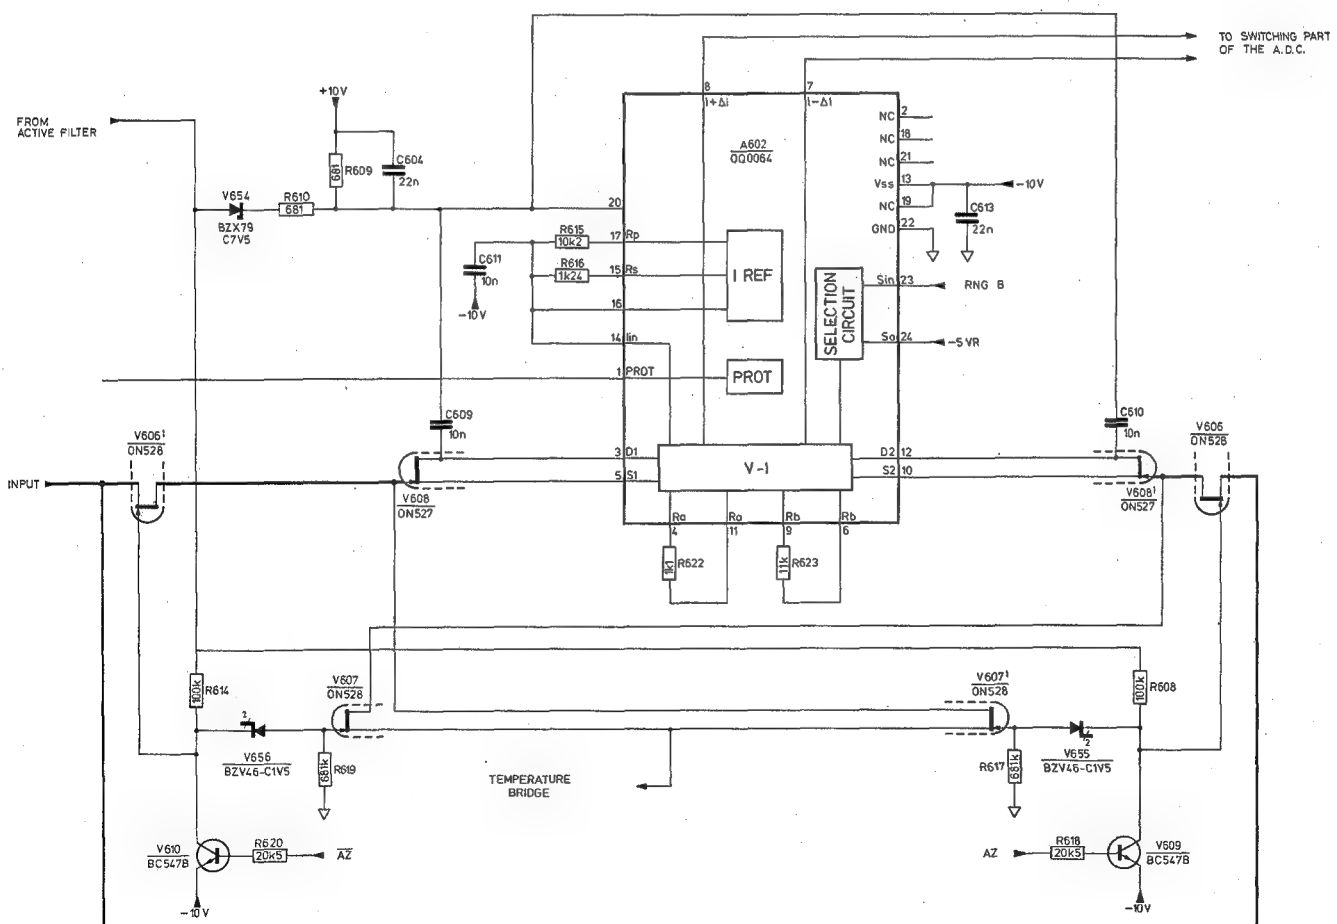 TO SWITCHING PART
OF THE A.D.C.
FROM
ACTIVE FILTER
+10V
R609
681
C604
22n
V654
BZX79
C7V5
R610
681
8
I+Δi
7
I-Δi
A602
OQ0064
NC 2
NC 18
NC 21
Vss 13
NC 19
GND 22
-10V
C613
22n
20
R615
10k2
17 Rp
R616
1k24
15 Rs
16
14 Iin
1 PROT
C611
10n
-10V
I REF
PROT
SELECTION
CIRCUIT
Sin 23
RNG B
So 24
-5VR
C609
10n
C610
10n
V606¹
ON528
INPUT
V608
ON527
3 D1
5 S1
V-I
D2 12
S2 10
V608¹
ON527
V606
ON528
Ra
4
Ra
11
Rb
9
Rb
6
1k1
R622
11k
R623
100k
R614
V607
ON528
V607¹
ON528
100k
R608
2
V656
BZV46-C1V5
681k
R619
TEMPERATURE
BRIDGE
R617
681k
2
V655
BZV46-C1V5
V610
BC547B
R620
20k5
A̅Z̅
-10V
AZ
R618
20k5
V609
BC547B
-10V